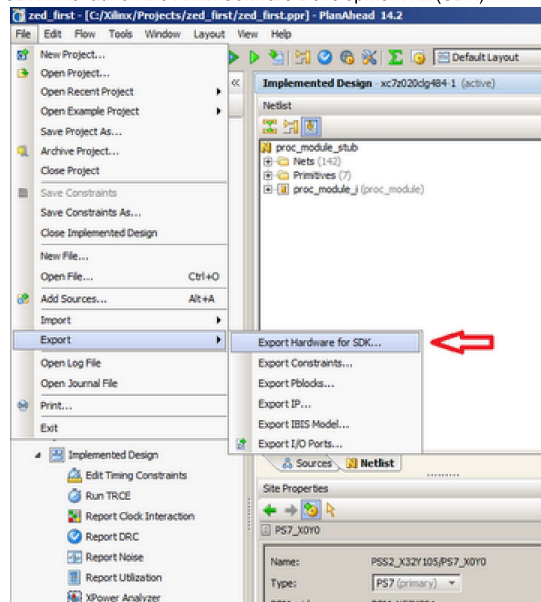 zed_first - [C:/Xilinx/Projects/zed_first/zed_first.ppr] - PlanAhead 14.2
File Edit Flow Tools Window Layout View Help
Default Layout
New Project...
Open Project...
Open Recent Project
Open Example Project
Save Project As...
Archive Project...
Close Project
Save Constraints
Save Constraints As...
Close Implemented Design
New File...
Open File... Ctrl+O
Add Sources... Alt+A
Import
Export
Open Log File
Open Journal File
Print...
Exit
Implemented Design - xc7z020clg484-1 (active)
Netlist
proc_module_stub
Nets (142)
Primitives (7)
proc_module_i (proc_module)
Export Hardware for SDK...
Export Constraints...
Export Pblocks...
Export IP...
Export IBIS Model...
Export I/O Ports...
Implemented Design
Edit Timing Constraints
Run TRCE
Report Clock Interaction
Report DRC
Report Noise
Report Utilization
XPower Analyzer
Sources Netlist
Site Properties
PS7_X0Y0
Name: PSS2_X32Y105/PS7_X0Y0
Type: PS7 (primary)